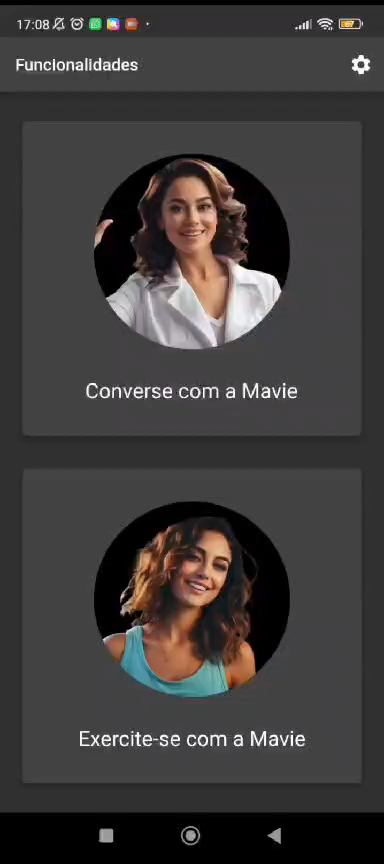 17:08
Funcionalidades
Converse com a Mavie
Exercite-se com a Mavie